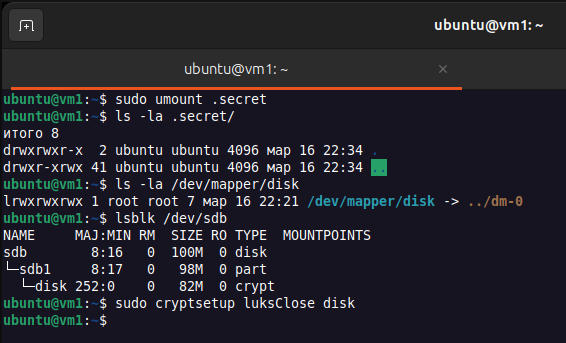 ubuntu@vm1: ~
ubuntu@vm1: ~ ×
ubuntu@vm1:~$ sudo umount .secret
ubuntu@vm1:~$ ls -la .secret/
итого 8
drwxrwxr-x  2 ubuntu ubuntu 4096 мар 16 22:34 .
drwxr-xrwx 41 ubuntu ubuntu 4096 мар 16 22:34 ..
ubuntu@vm1:~$ ls -la /dev/mapper/disk
lrwxrwxrwx 1 root root 7 мар 16 22:21 /dev/mapper/disk -> ../dm-0
ubuntu@vm1:~$ lsblk /dev/sdb
NAME     MAJ:MIN RM  SIZE RO TYPE  MOUNTPOINTS
sdb        8:16   0  100M  0 disk
└─sdb1     8:17   0   98M  0 part
  └─disk 252:0    0   82M  0 crypt
ubuntu@vm1:~$ sudo cryptsetup luksClose disk
ubuntu@vm1:~$